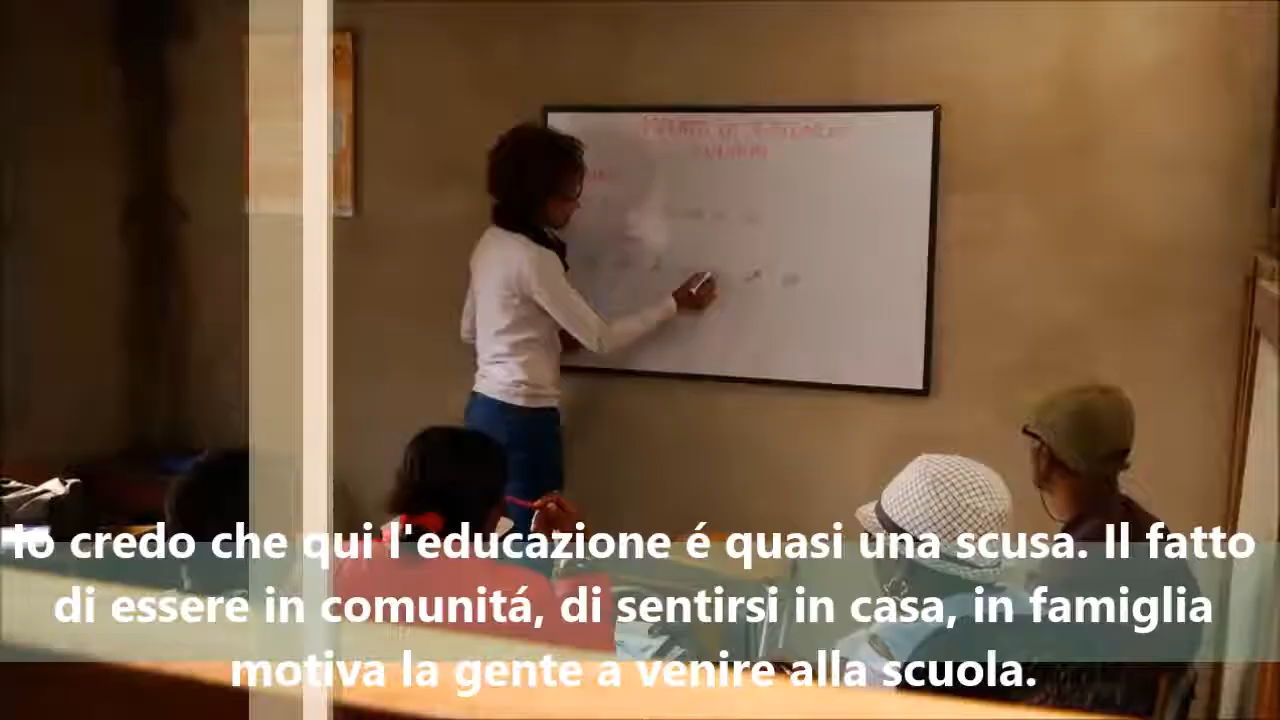 Io credo che qui l'educazione é quasi una scusa. Il fatto
di essere in comunitá, di sentirsi in casa, in famiglia
motiva la gente a venire alla scuola.